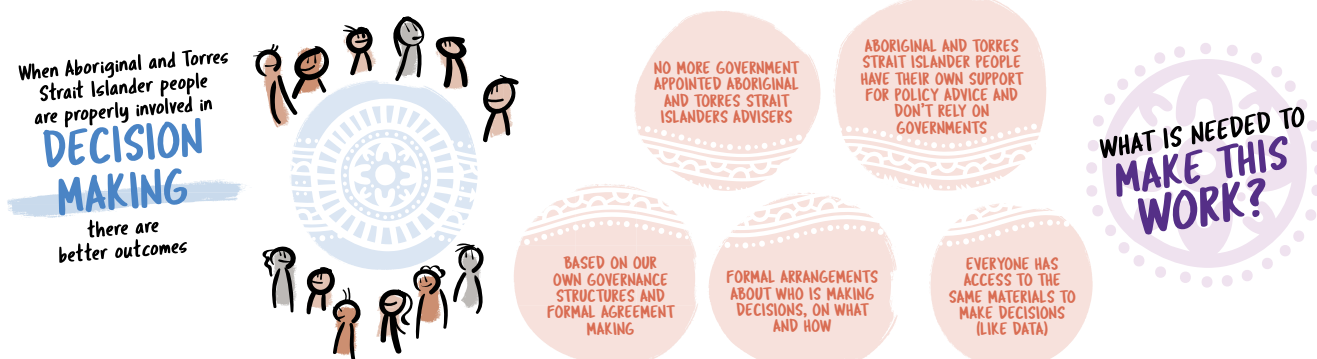 When Aboriginal and Torres
Strait Islander people
are properly involved in
DECISION
MAKING
there are
better outcomes
NO MORE GOVERNMENT
APPOINTED ABORIGINAL
AND TORRES STRAIT
ISLANDERS ADVISERS
ABORIGINAL AND TORRES
STRAIT ISLANDER PEOPLE
HAVE THEIR OWN SUPPORT
FOR POLICY ADVICE AND
DON'T RELY ON
GOVERNMENTS
BASED ON OUR
OWN GOVERNANCE
STRUCTURES AND
FORMAL AGREEMENT
MAKING
FORMAL ARRANGEMENTS
ABOUT WHO IS MAKING
DECISIONS, ON WHAT
AND HOW
EVERYONE HAS
ACCESS TO THE
SAME MATERIALS TO
MAKE DECISIONS
(LIKE DATA)
WHAT IS NEEDED TO
MAKE THIS
WORK?